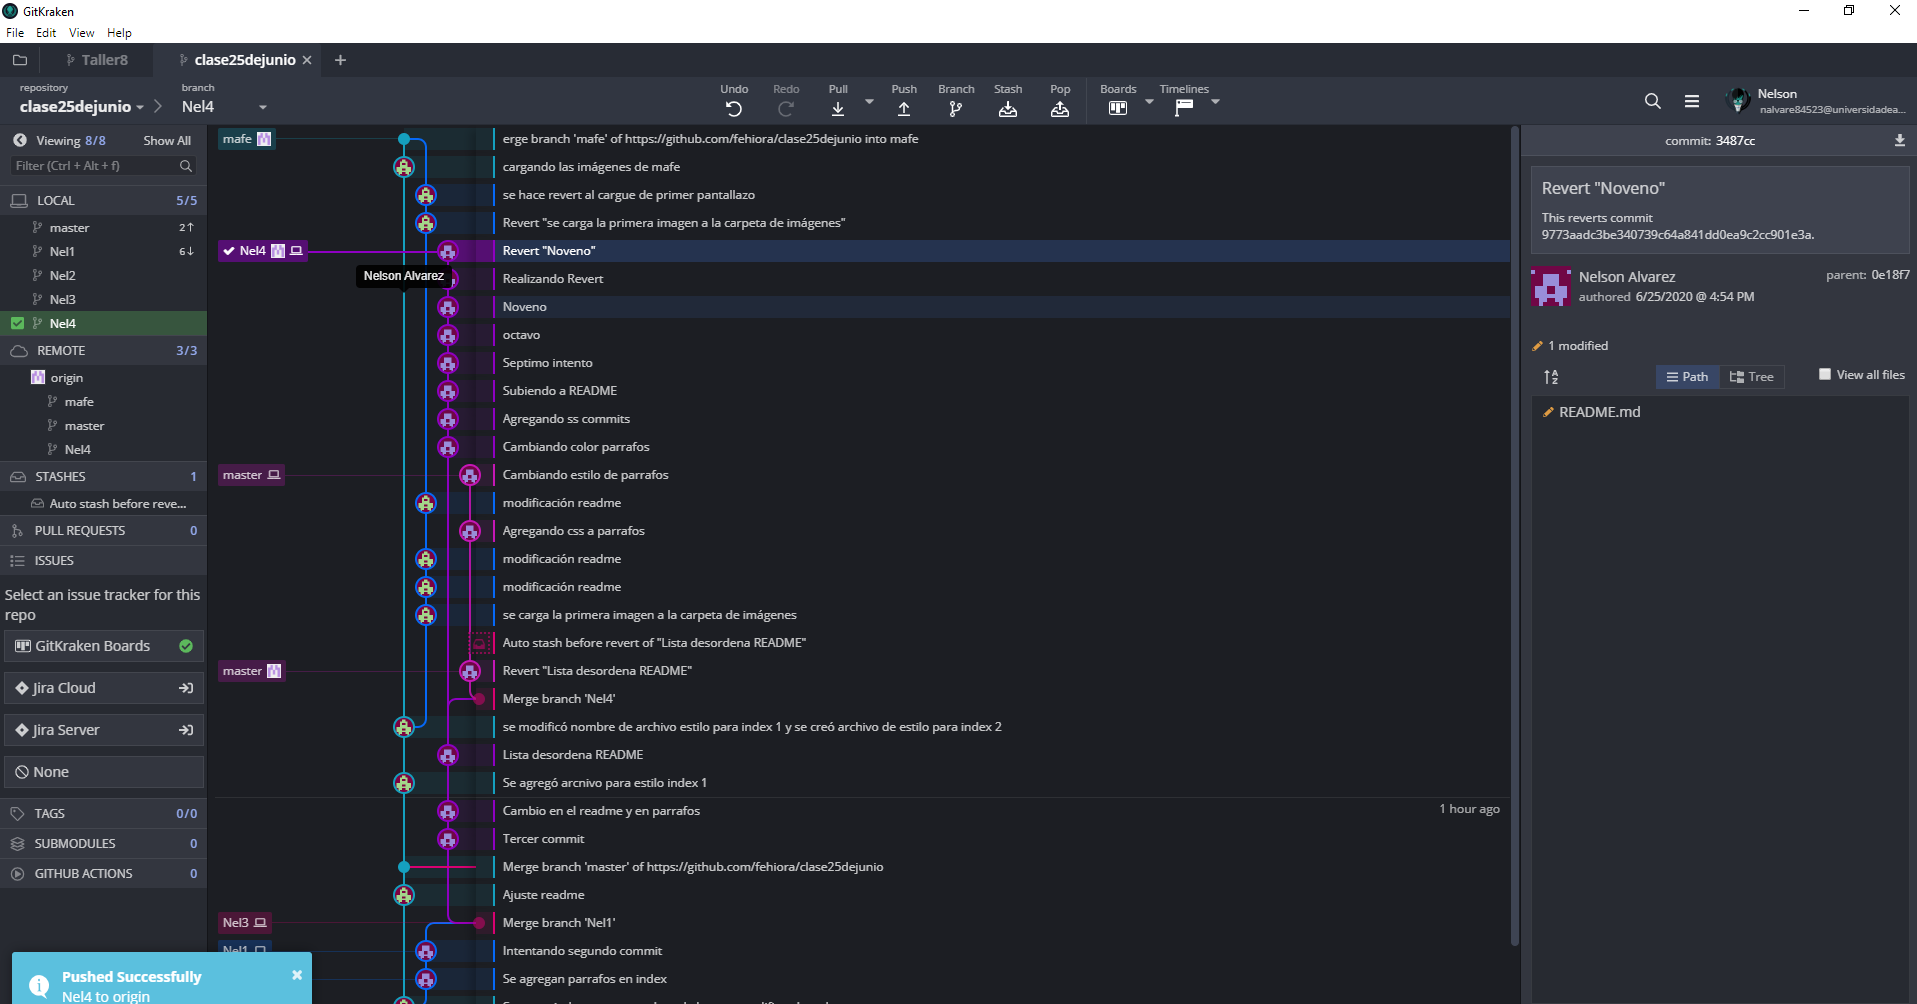 GitKraken
File Edit View Help
Taller8
clase25dejunio
repository
clase25dejunio
branch
Nel4
Undo
Redo
Pull
Push
Branch
Stash
Pop
Boards
Timelines
Nelson
nalvare84523@universidadea...
Viewing 8/8
Show All
Filter (Ctrl + Alt + f)
LOCAL 5/5
master 2↑
Nel1 6↓
Nel2
Nel3
Nel4
REMOTE 3/3
origin
mafe
master
Nel4
STASHES 1
Auto stash before reve...
PULL REQUESTS 0
ISSUES
Select an issue tracker for this
repo
GitKraken Boards
Jira Cloud
Jira Server
None
TAGS 0/0
SUBMODULES 0
GITHUB ACTIONS 0
Pushed Successfully
Nel4 to origin
mafe
erge branch 'mafe' of https://github.com/fehiora/clase25dejunio into mafe
cargando las imágenes de mafe
se hace revert al cargue de primer pantallazo
Revert "se carga la primera imagen a la carpeta de imágenes"
Nel4
Revert "Noveno"
Nelson Alvarez
Realizando Revert
Noveno
octavo
Septimo intento
Subiendo a README
Agregando ss commits
Cambiando color parrafos
master
Cambiando estilo de parrafos
modificación readme
Agregando css a parrafos
modificación readme
modificación readme
se carga la primera imagen a la carpeta de imágenes
Auto stash before revert of "Lista desordena README"
master
Revert "Lista desordena README"
Merge branch 'Nel4'
se modificó nombre de archivo estilo para index 1 y se creó archivo de estilo para index 2
Lista desordena README
Se agregó arcnivo para estilo index 1
Cambio en el readme y en parrafos
1 hour ago
Tercer commit
Merge branch 'master' of https://github.com/fehiora/clase25dejunio
Ajuste readme
Nel3
Merge branch 'Nel1'
Nel1
Intentando segundo commit
Se agregan parrafos en index
commit: 3487cc
Revert "Noveno"
This reverts commit
9773aadc3be340739c64a841dd0ea9c2cc901e3a.
Nelson Alvarez
authored 6/25/2020 @ 4:54 PM
parent: 0e18f7
1 modified
Path
Tree
View all files
README.md